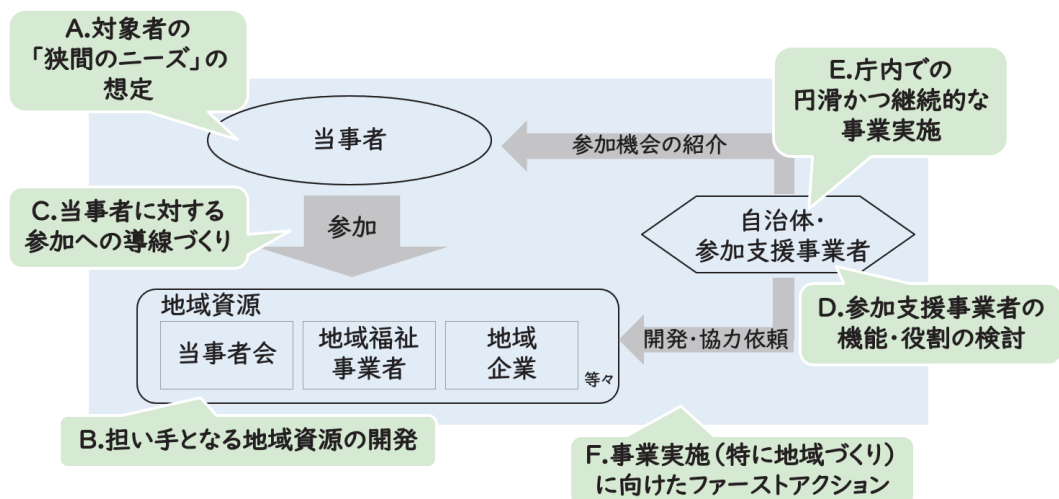 A.対象者の
「狭間のニーズ」の
想定
E.庁内での
円滑かつ継続的な
事業実施
当事者
参加機会の紹介
C.当事者に対する
参加への導線づくり
参加
自治体・
参加支援事業者
地域資源
当事者会
地域福祉
事業者
地域
企業
等々
開発・協力依頼
D.参加支援事業者の
機能・役割の検討
B.担い手となる地域資源の開発
F.事業実施(特に地域づくり)
に向けたファーストアクション